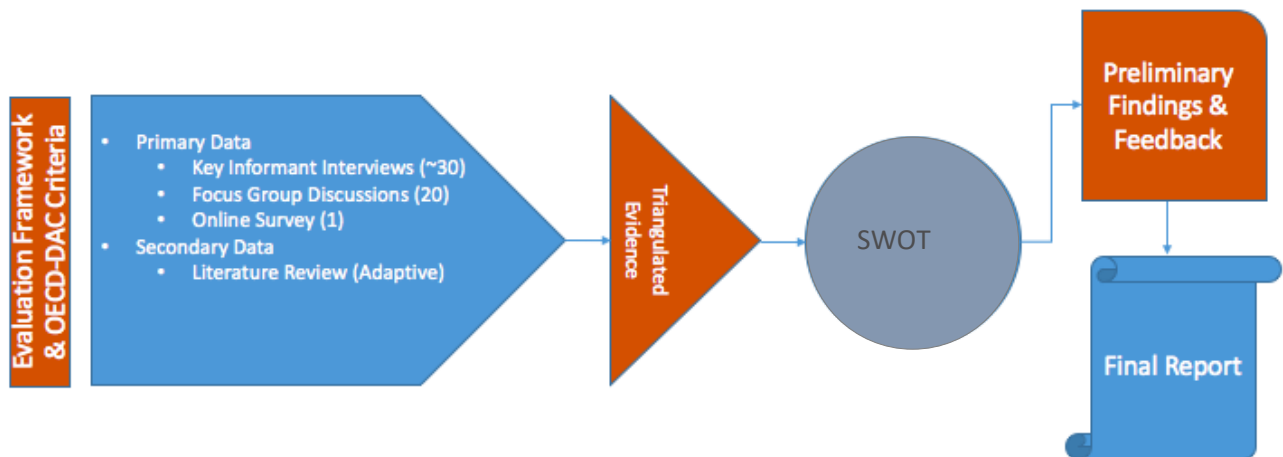 Evaluation Framework
& OECD-DAC Criteria
• Primary Data
• Key Informant Interviews (~30)
• Focus Group Discussions (20)
• Online Survey (1)
• Secondary Data
• Literature Review (Adaptive)
Triangulated
Evidence
SWOT
Preliminary
Findings &
Feedback
Final Report